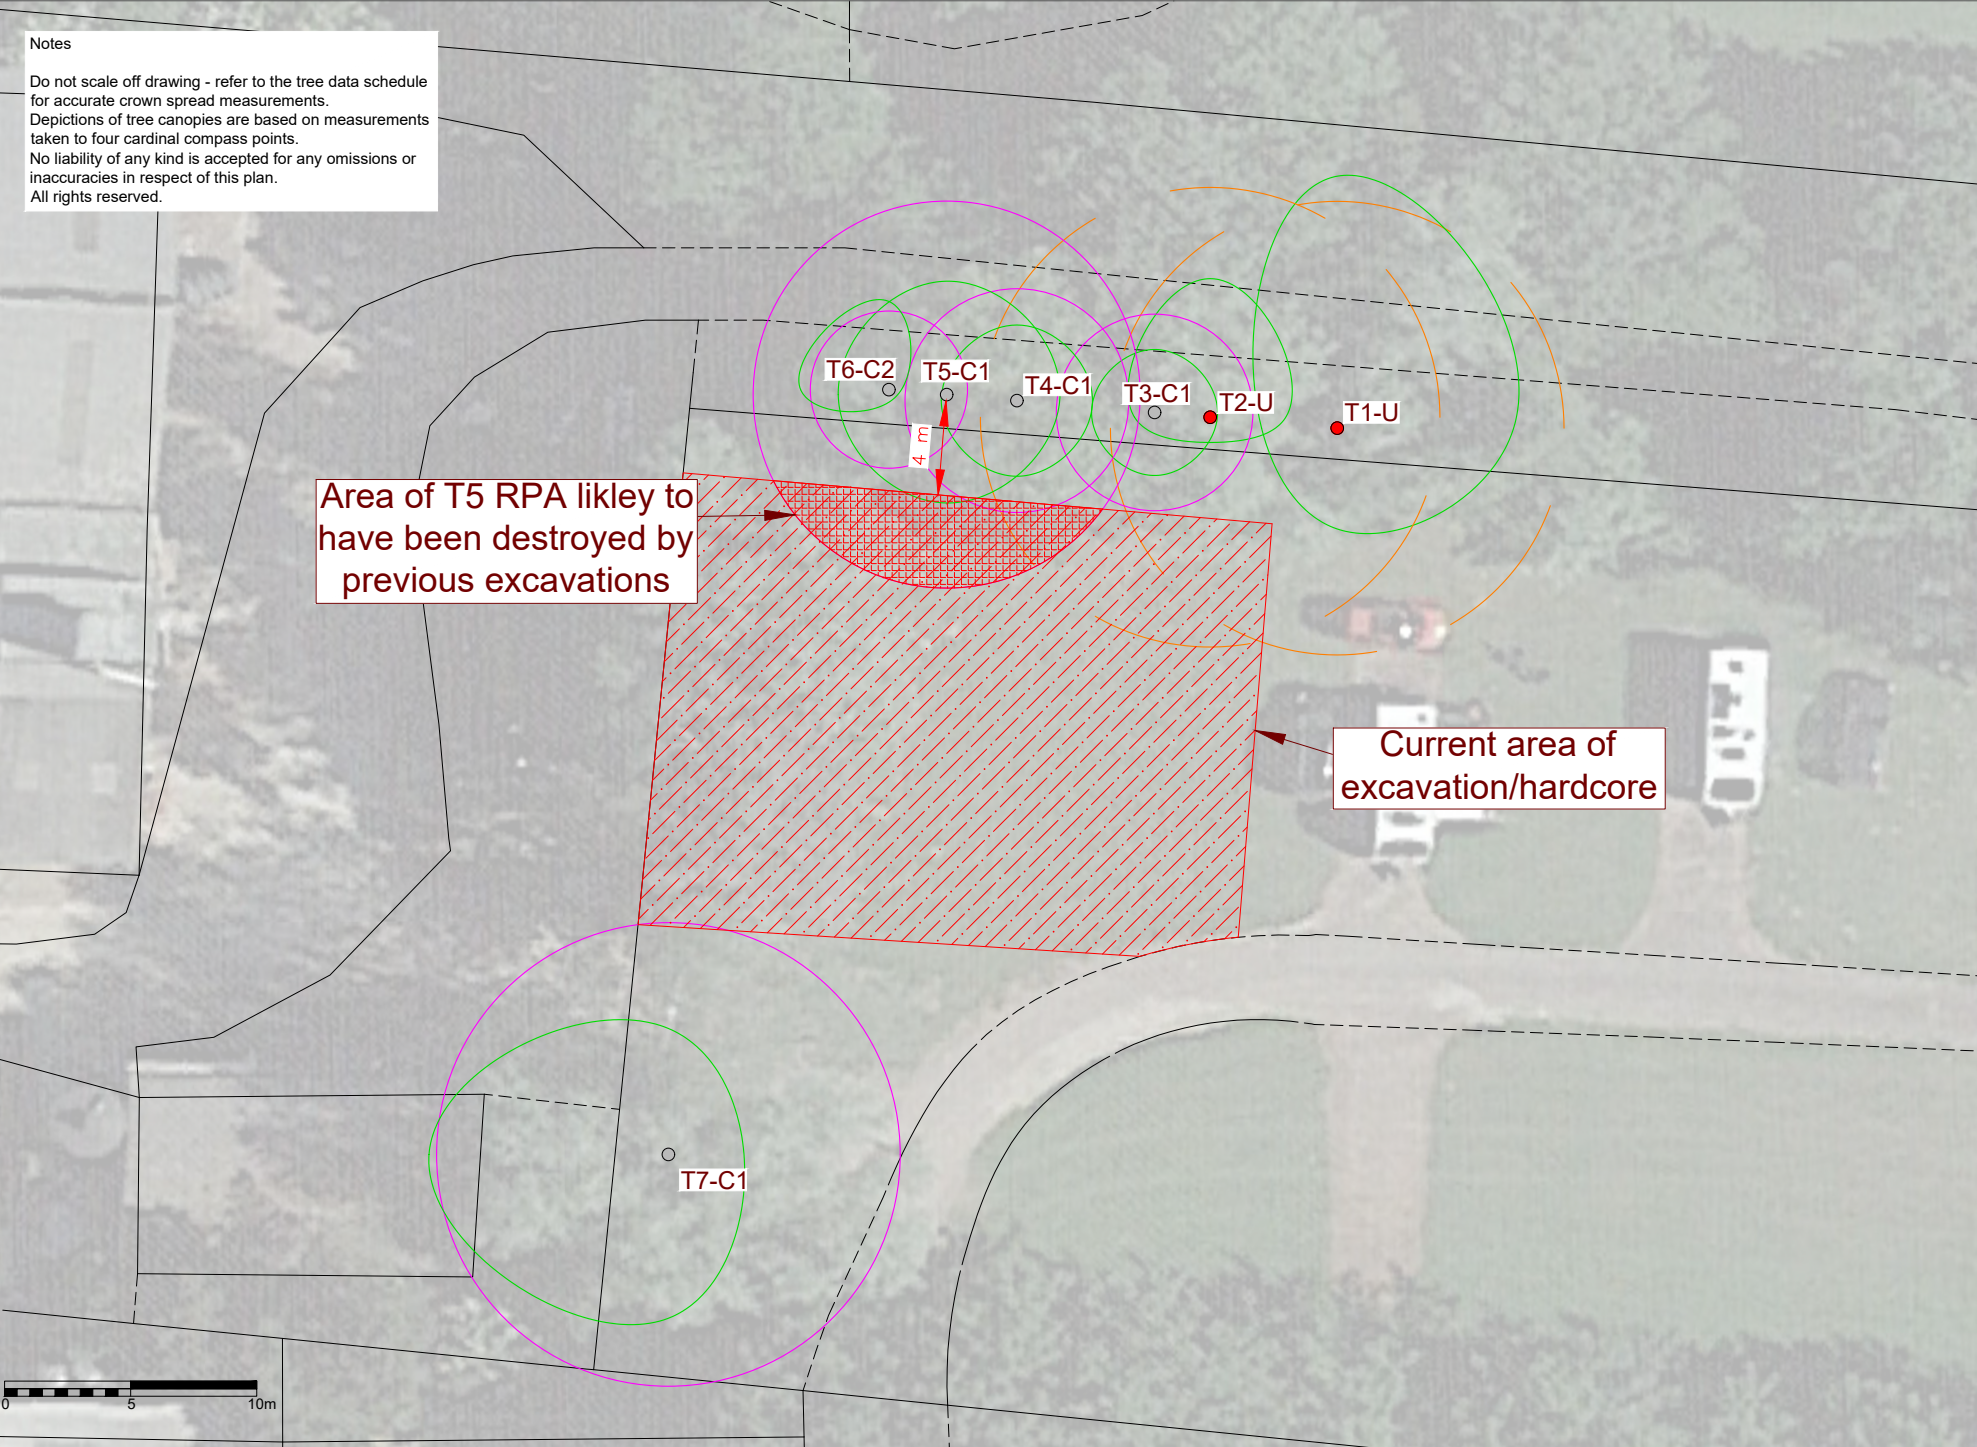 Notes
Do not scale off drawing - refer to the tree data schedule
for accurate crown spread measurements.
Depictions of tree canopies are based on measurements
taken to four cardinal compass points.
No liability of any kind is accepted for any omissions or
inaccuracies in respect of this plan.
All rights reserved.
T6-C2
T5-C1
T4-C1
T3-C1
T2-U
T1-U
4 m
Area of T5 RPA likley to
have been destroyed by
previous excavations
Current area of
excavation/hardcore
T7-C1
0 5 10m